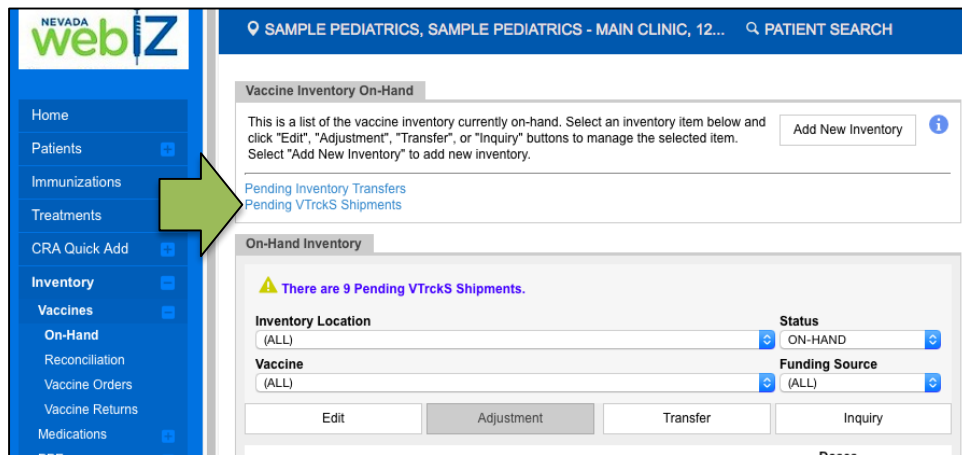 NEVADA
webIZ
SAMPLE PEDIATRICS, SAMPLE PEDIATRICS - MAIN CLINIC, 12...
PATIENT SEARCH
Home
Patients
Immunizations
Treatments
CRA Quick Add
Inventory
Vaccines
On-Hand
Reconciliation
Vaccine Orders
Vaccine Returns
Medications
Vaccine Inventory On-Hand
This is a list of the vaccine inventory currently on-hand. Select an inventory item below and
click "Edit", "Adjustment", "Transfer", or "Inquiry" buttons to manage the selected item.
Select "Add New Inventory" to add new inventory.
Add New Inventory
Pending Inventory Transfers
Pending VTrckS Shipments
On-Hand Inventory
There are 9 Pending VTrckS Shipments.
Inventory Location
(ALL)
Status
ON-HAND
Vaccine
(ALL)
Funding Source
(ALL)
Edit
Adjustment
Transfer
Inquiry